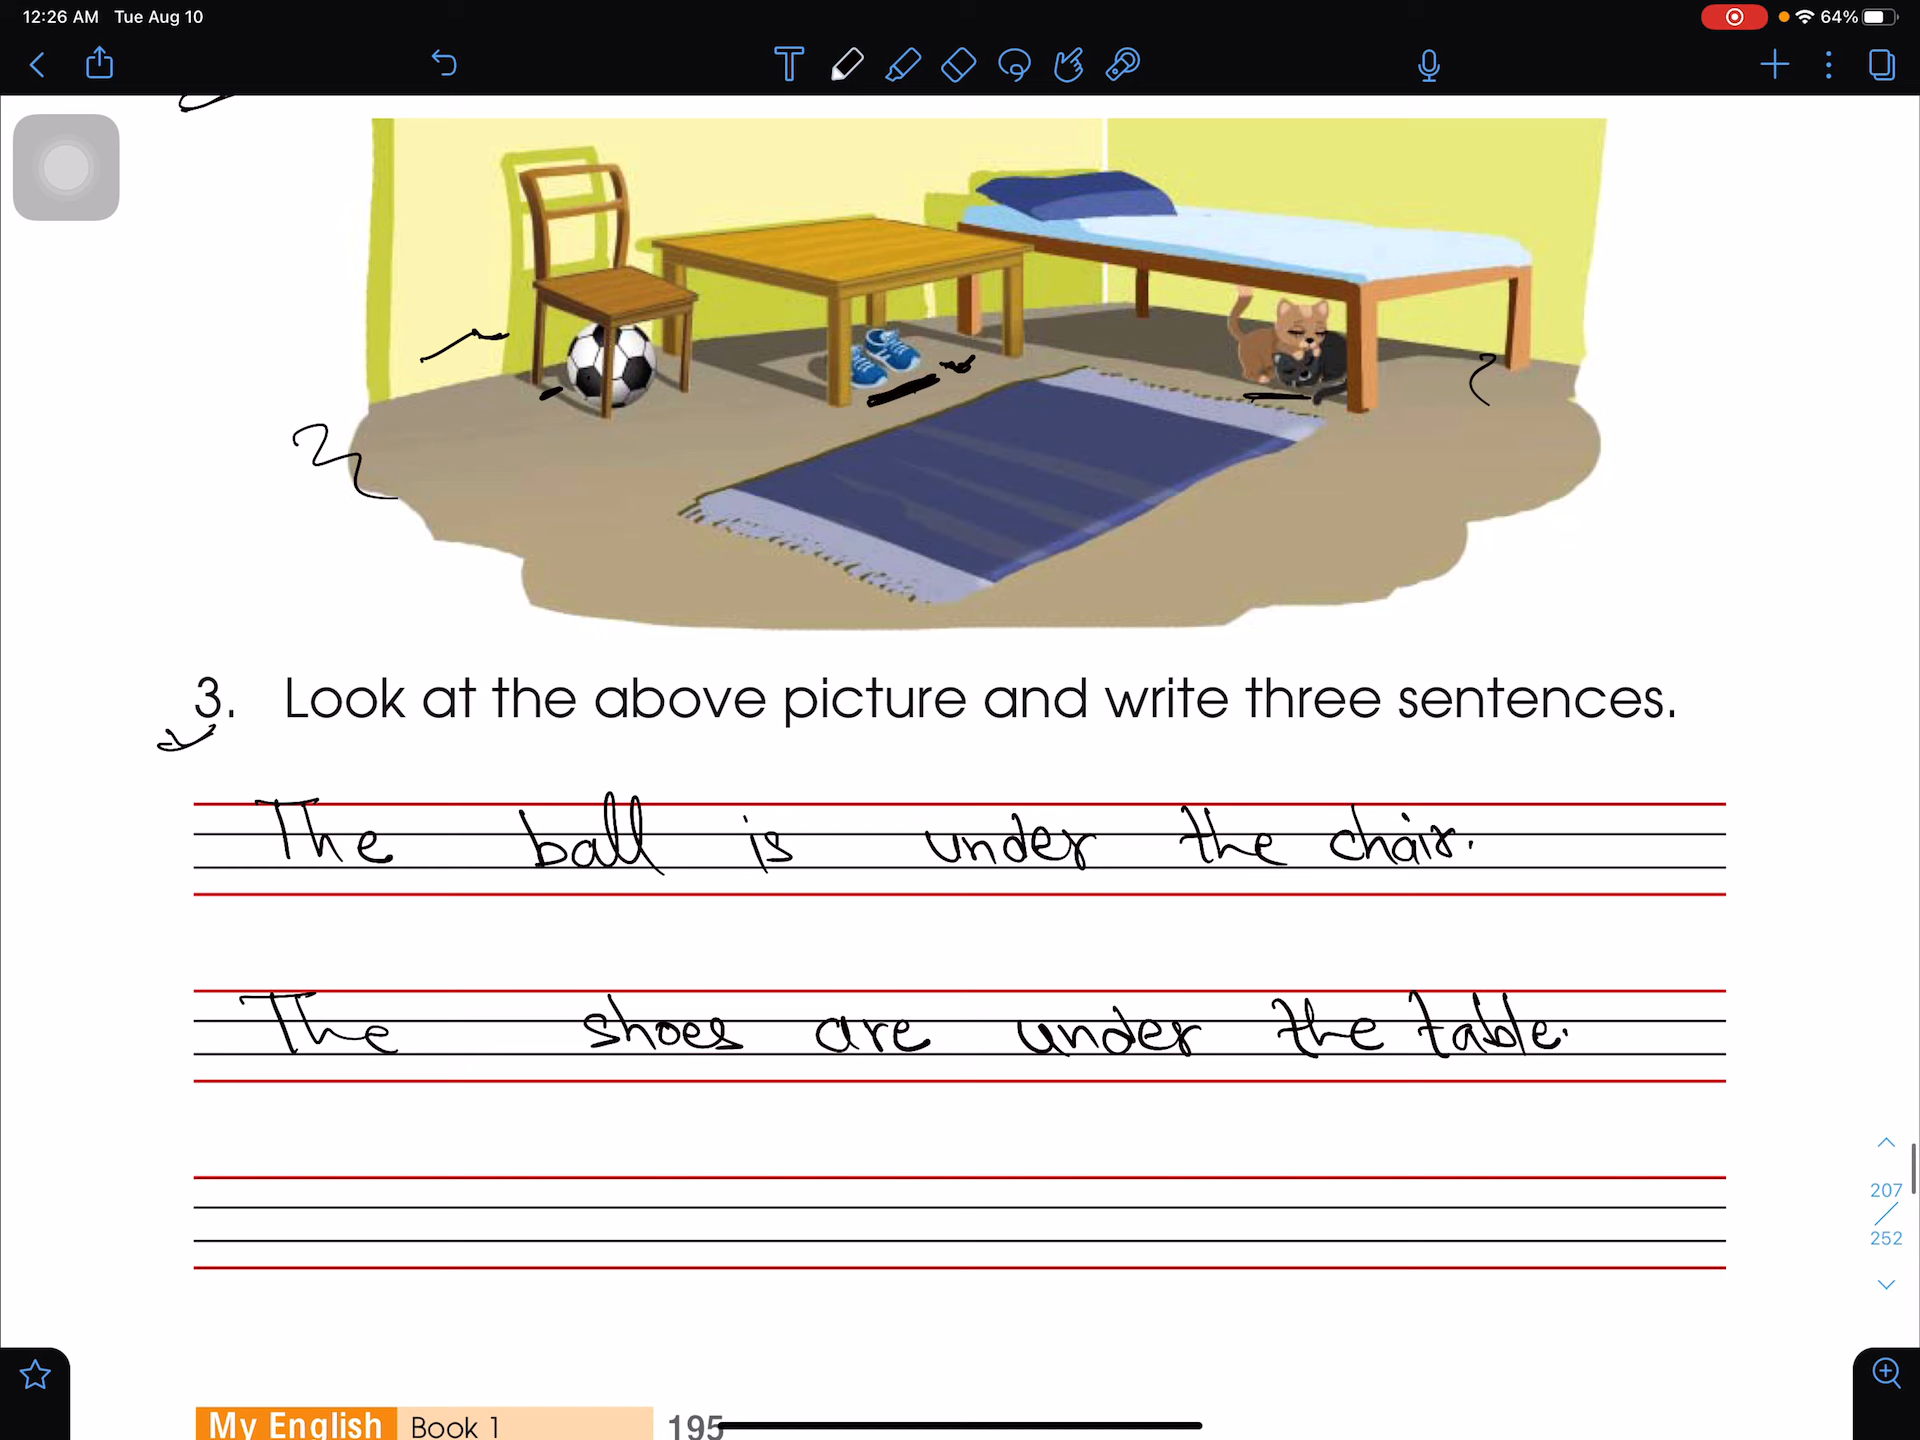 12:26 AM Tue Aug 10
64%
3. Look at the above picture and write three sentences.
The ball is under the chair.
The shoes are under the table.
207
252
My English Book 1 195